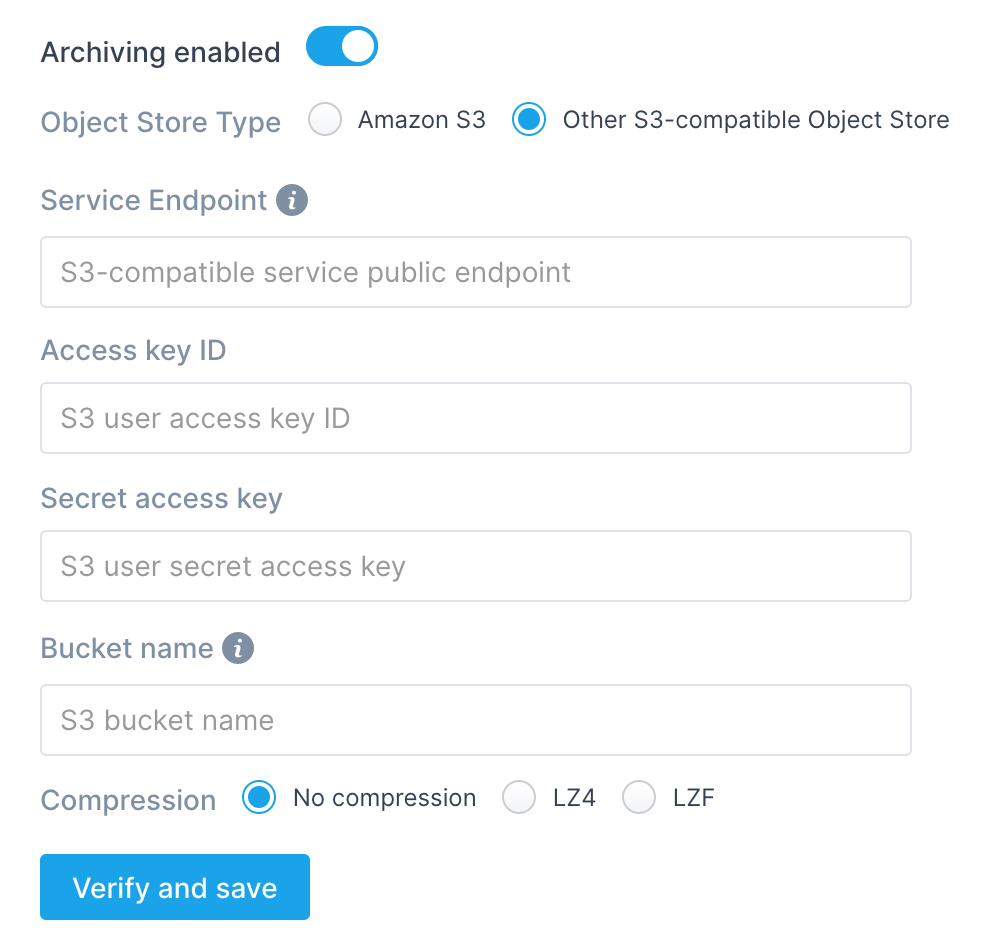 Archiving enabled
Object Store Type Amazon S3 Other S3-compatible Object Store
Service Endpoint i
S3-compatible service public endpoint
Access key ID
S3 user access key ID
Secret access key
S3 user secret access key
Bucket name i
S3 bucket name
Compression No compression LZ4 LZF
Verify and save